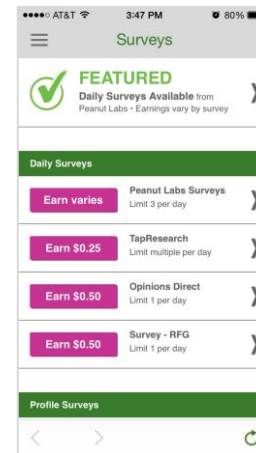 AT&T 3:47 PM 80%
Surveys
FEATURED
Daily Surveys Available from
Peanut Labs • Earnings vary by survey
Daily Surveys
Earn varies
Peanut Labs Surveys
Limit 3 per day
Earn $0.25
TapResearch
Limit multiple per day
Earn $0.50
Opinions Direct
Limit 1 per day
Earn $0.50
Survey - RFG
Limit 1 per day
Profile Surveys